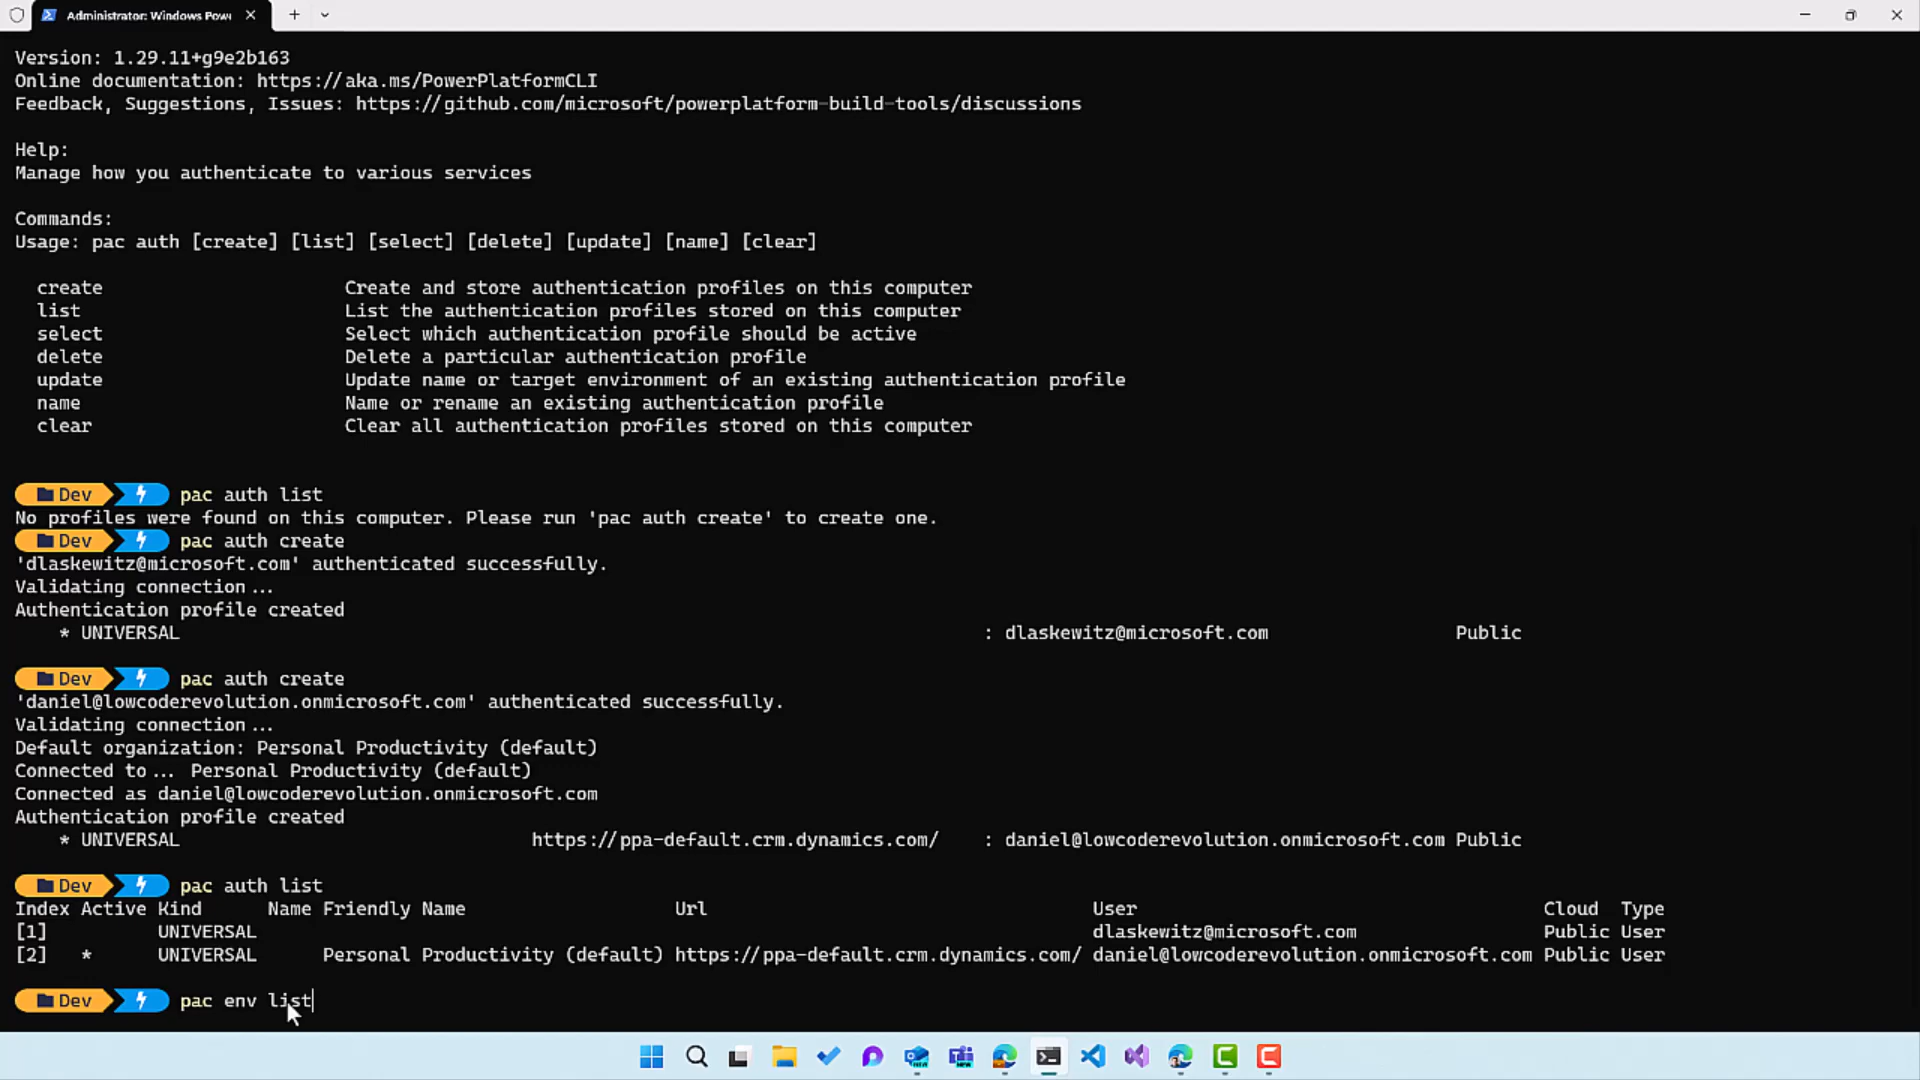 Administrator: Windows Pow
Version: 1.29.11+g9e2b163
Online documentation: https://aka.ms/PowerPlatformCLI
Feedback, Suggestions, Issues: https://github.com/microsoft/powerplatform-build-tools/discussions
Help:
Manage how you authenticate to various services
Commands:
Usage: pac auth [create] [list] [select] [delete] [update] [name] [clear]
create Create and store authentication profiles on this computer
list List the authentication profiles stored on this computer
select Select which authentication profile should be active
delete Delete a particular authentication profile
update Update name or target environment of an existing authentication profile
name Name or rename an existing authentication profile
clear Clear all authentication profiles stored on this computer
Dev pac auth list
No profiles were found on this computer. Please run 'pac auth create' to create one.
Dev pac auth create
'dlaskewitz@microsoft.com' authenticated successfully.
Validating connection...
Authentication profile created
* UNIVERSAL : dlaskewitz@microsoft.com Public
Dev pac auth create
'daniel@lowcoderevolution.onmicrosoft.com' authenticated successfully.
Validating connection...
Default organization: Personal Productivity (default)
Connected to... Personal Productivity (default)
Connected as daniel@lowcoderevolution.onmicrosoft.com
Authentication profile created
* UNIVERSAL https://ppa-default.crm.dynamics.com/ : daniel@lowcoderevolution.onmicrosoft.com Public
Dev pac auth list
Index Active Kind Name Friendly Name Url User Cloud Type
[1] UNIVERSAL dlaskewitz@microsoft.com Public User
[2] * UNIVERSAL Personal Productivity (default) https://ppa-default.crm.dynamics.com/ daniel@lowcoderevolution.onmicrosoft.com Public User
Dev pac env list